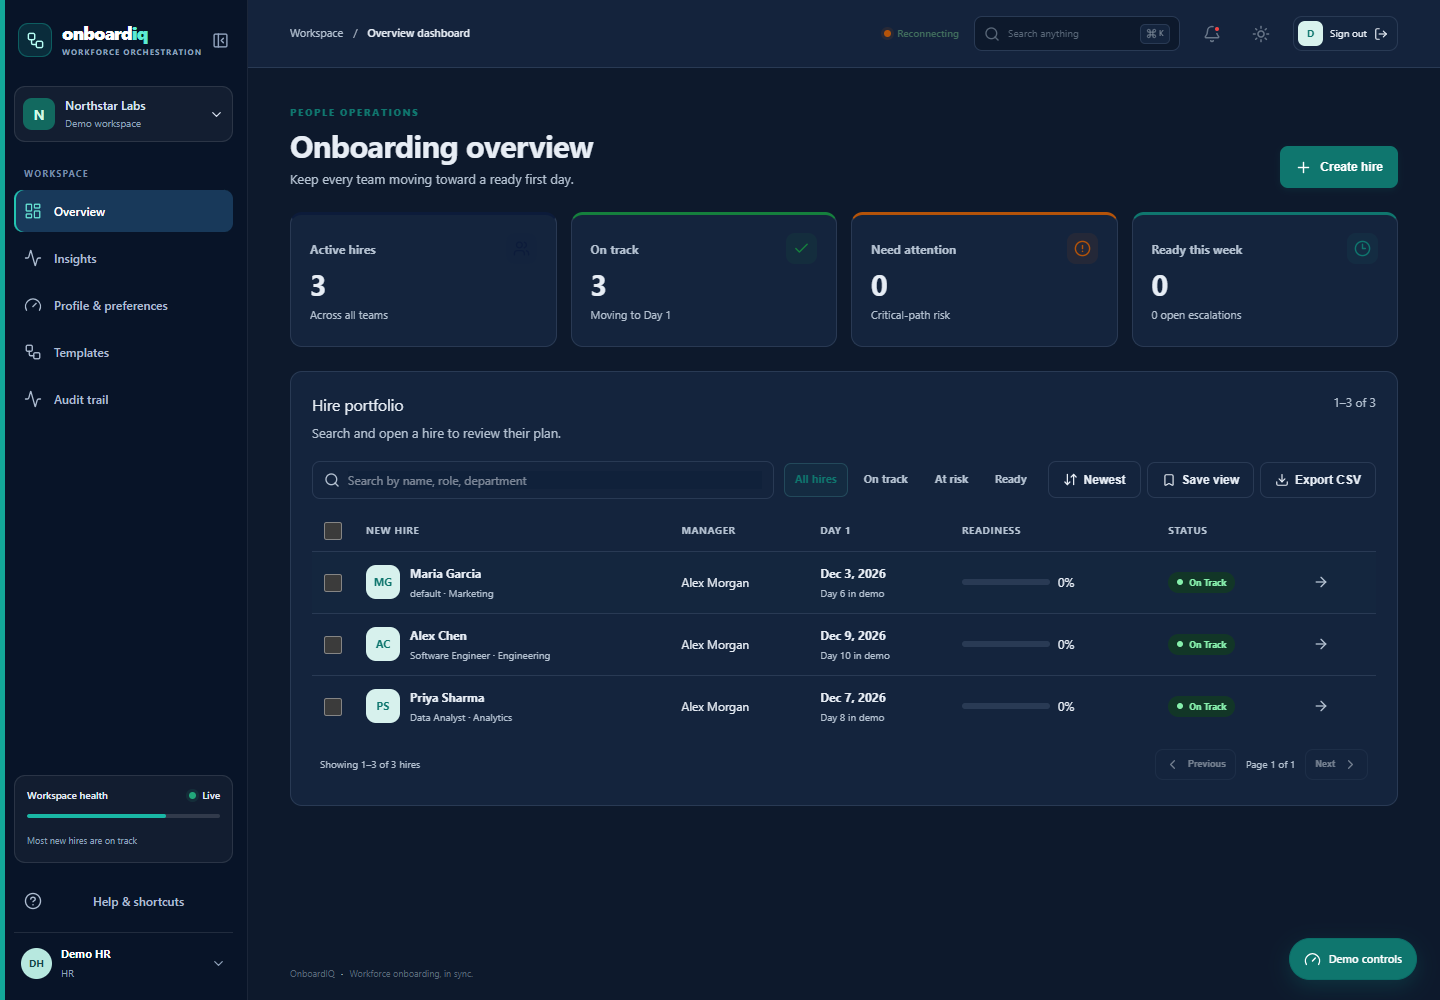 onboardiq
WORKFORCE ORCHESTRATION
N
Northstar Labs
Demo workspace
WORKSPACE
Overview
Insights
Profile & preferences
Templates
Audit trail
Workspace health
Live
Most new hires are on track
Help & shortcuts
DH
Demo HR
HR
Workspace / Overview dashboard
Reconnecting
Search anything
⌘ K
D
Sign out
PEOPLE OPERATIONS
Onboarding overview
Keep every team moving toward a ready first day.
Create hire
Active hires
3
Across all teams
On track
3
Moving to Day 1
Need attention
0
Critical-path risk
Ready this week
0
0 open escalations
Hire portfolio
1–3 of 3
Search and open a hire to review their plan.
Search by name, role, department
All hires
On track
At risk
Ready
Newest
Save view
Export CSV
NEW HIRE MANAGER DAY 1 READINESS STATUS
MG
Maria Garcia
default · Marketing
Alex Morgan
Dec 3, 2026
Day 6 in demo
0%
On Track
AC
Alex Chen
Software Engineer · Engineering
Alex Morgan
Dec 9, 2026
Day 10 in demo
0%
On Track
PS
Priya Sharma
Data Analyst · Analytics
Alex Morgan
Dec 7, 2026
Day 8 in demo
0%
On Track
Showing 1–3 of 3 hires
Previous
Page 1 of 1
Next
OnboardIQ · Workforce onboarding, in sync.
Demo controls